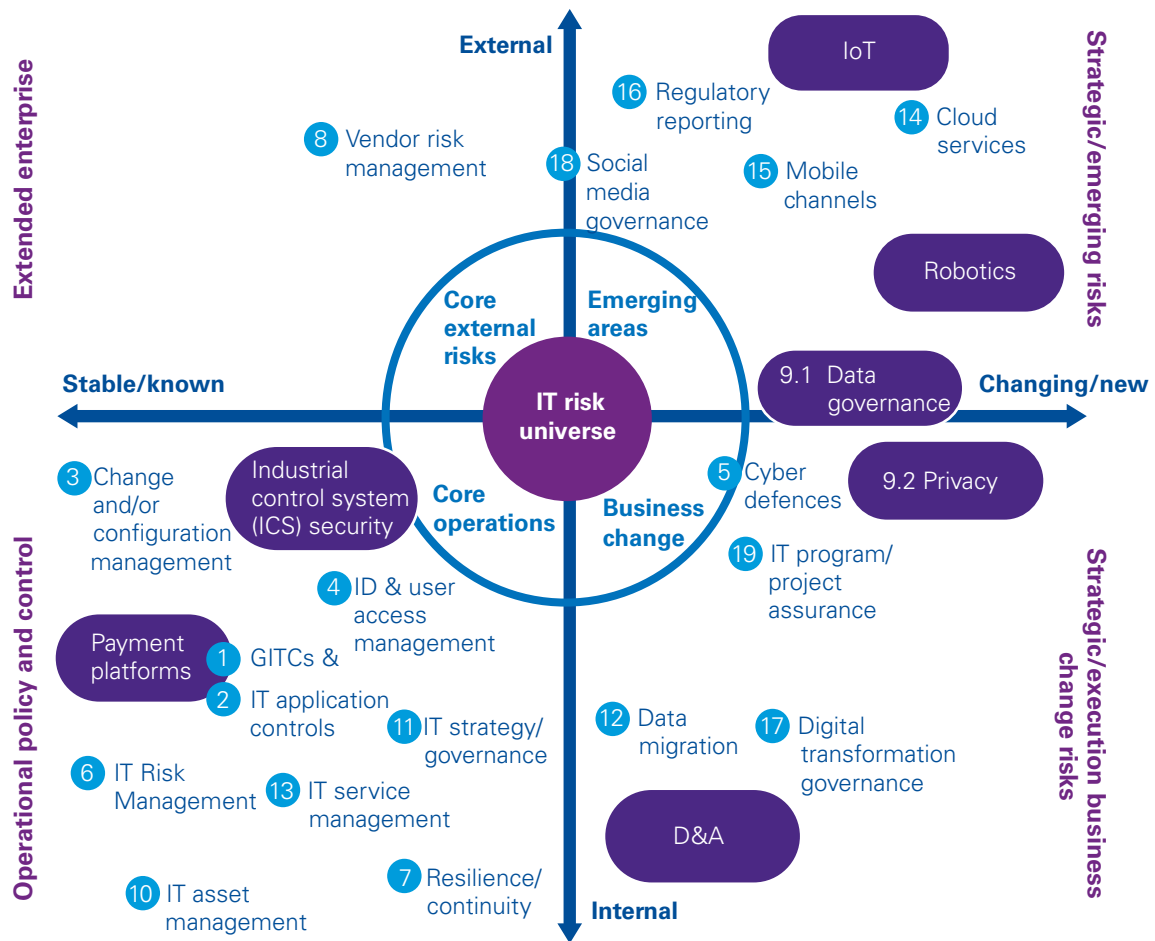 External
IoT
16 Regulatory
reporting
14 Cloud
services
8 Vendor risk
management
18 Social
media
governance
15 Mobile
channels
Extended enterprise
Strategic/emerging risks
Robotics
Core
external
risks
Emerging
areas
Stable/known
IT risk
universe
9.1 Data
governance
Changing/new
3 Change
and/or
configuration
management
Industrial
control system
(ICS) security
Core
operations
Business
change
5 Cyber
defences
9.2 Privacy
19 IT program/
project
assurance
4 ID & user
access
management
Payment
platforms
1 GITCs &
2 IT application
controls
11 IT strategy/
governance
12 Data
migration
17 Digital
transformation
governance
6 IT Risk
Management
13 IT service
management
D&A
7 Resilience/
continuity
10 IT asset
management
Internal
Operational policy and control
Strategic/execution business
change risks